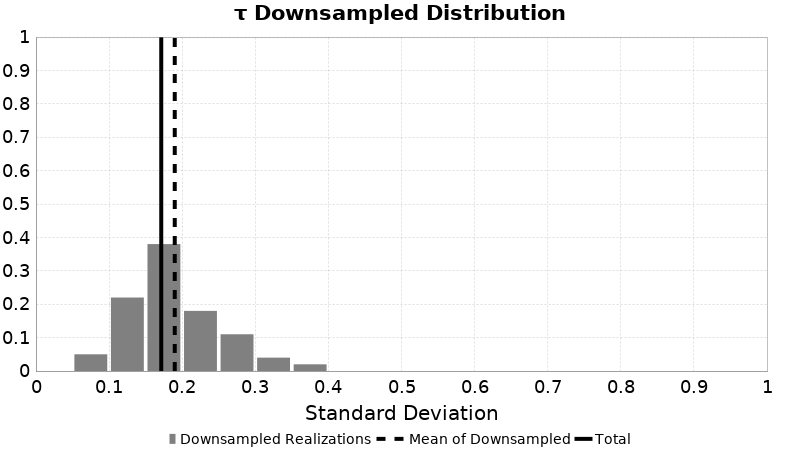 τ Downsampled Distribution
1
0.9
0.8
0.7
0.6
0.5
0.4
0.3
0.2
0.1
0
0 0.1 0.2 0.3 0.4 0.5 0.6 0.7 0.8 0.9 1
Standard Deviation
Downsampled Realizations Mean of Downsampled Total